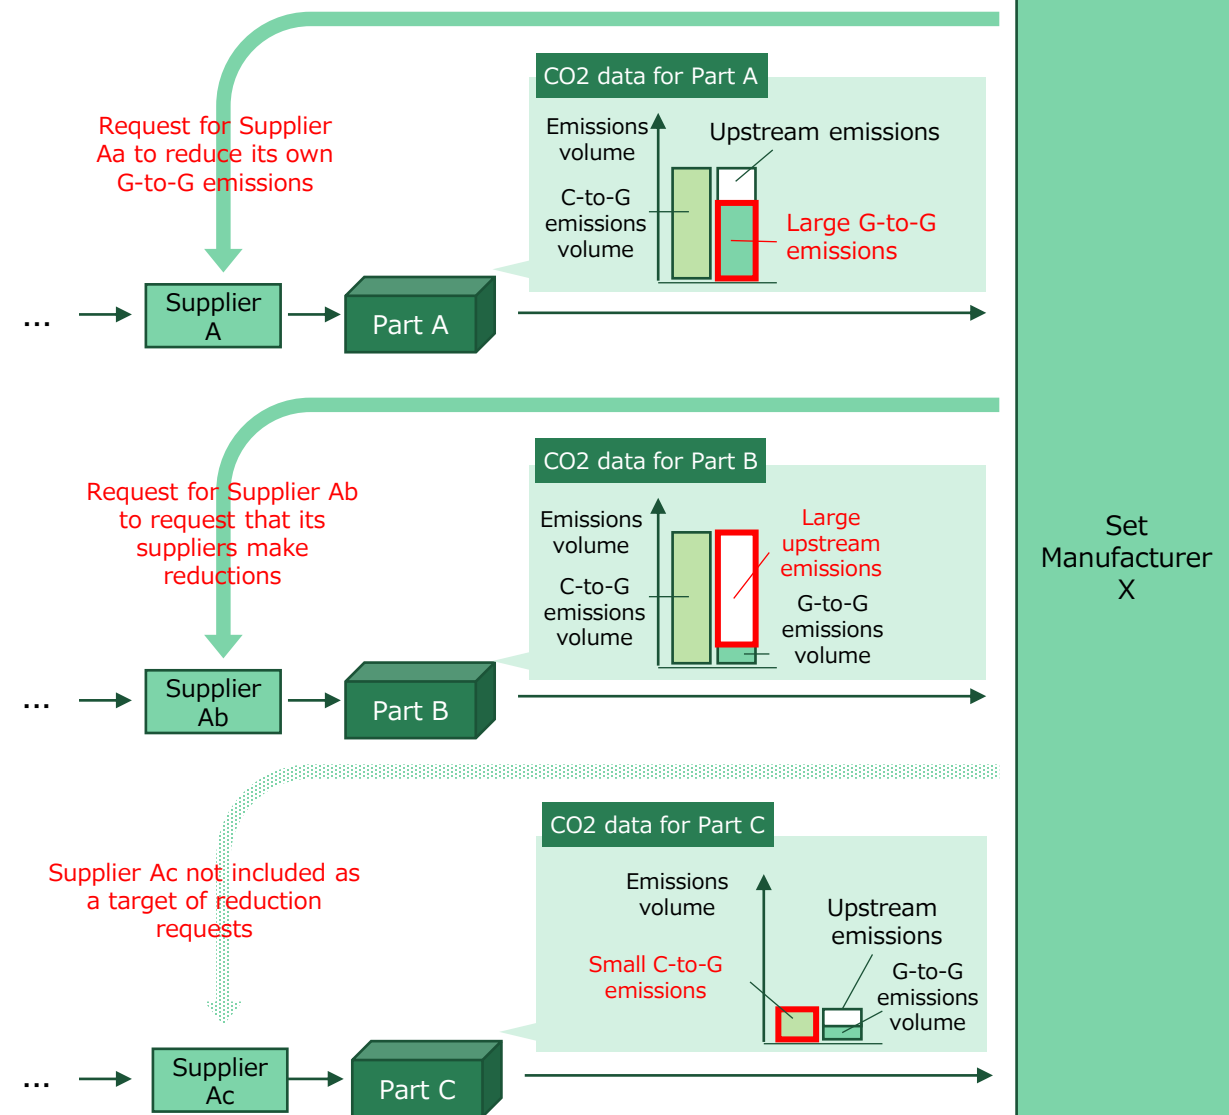 CO2 data for Part A
Request for Supplier
Aa to reduce its own
G-to-G emissions
Emissions
volume
Upstream emissions
C-to-G
emissions
volume
Large G-to-G
emissions
...
Supplier
A
Part A
CO2 data for Part B
Request for Supplier Ab
to request that its
suppliers make
reductions
Emissions
volume
Large
upstream
emissions
C-to-G
emissions
volume
G-to-G
emissions
volume
Set
Manufacturer
X
...
Supplier
Ab
Part B
CO2 data for Part C
Supplier Ac not included as
a target of reduction
requests
Emissions
volume
Upstream
emissions
Small C-to-G
emissions
G-to-G
emissions
volume
...
Supplier
Ac
Part C